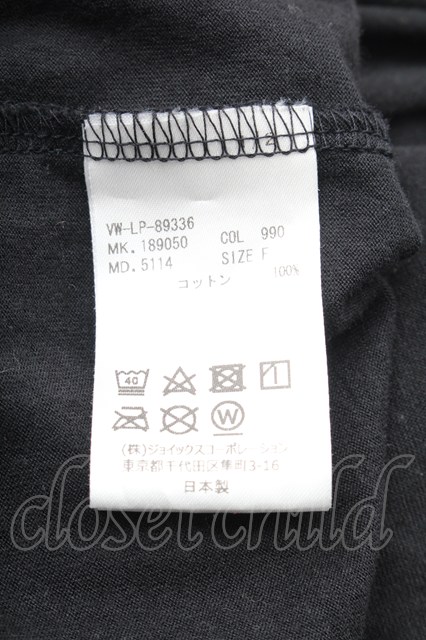 VW-LP-89336
MK. 189050 COL 990
MD. 5114 SIZE F
コットン 100%
40
W
(株)ジョイックスコーポレーション
東京都千代田区隼町3-16
日本製
closet child